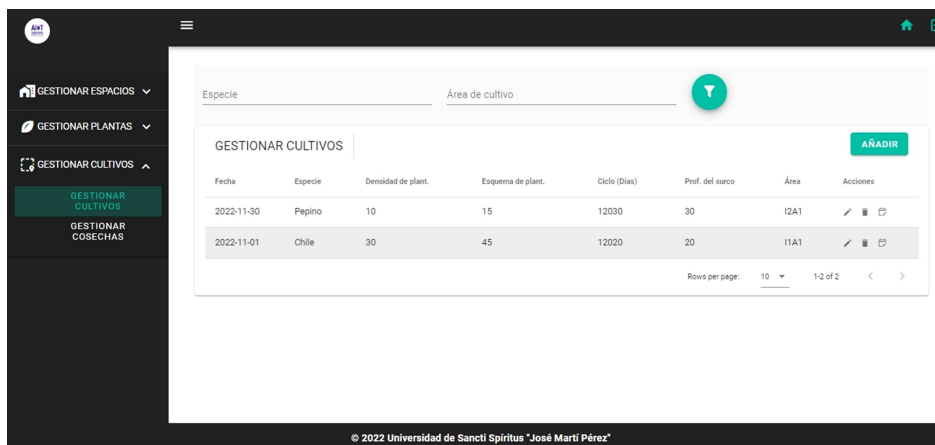 AIoT
GESTIONAR ESPACIOS
GESTIONAR PLANTAS
GESTIONAR CULTIVOS
GESTIONAR
CULTIVOS
GESTIONAR
COSECHAS
Especie
Área de cultivo
GESTIONAR CULTIVOS
AÑADIR
Fecha Especie Densidad de plant. Esquema de plant. Ciclo (Días) Prof. del surco Área Acciones
2022-11-30 Pepino 10 15 12030 30 I2A1
2022-11-01 Chile 30 45 12020 20 I1A1
Rows per page: 10 1-2 of 2
© 2022 Universidad de Sancti Spíritus "José Martí Pérez"